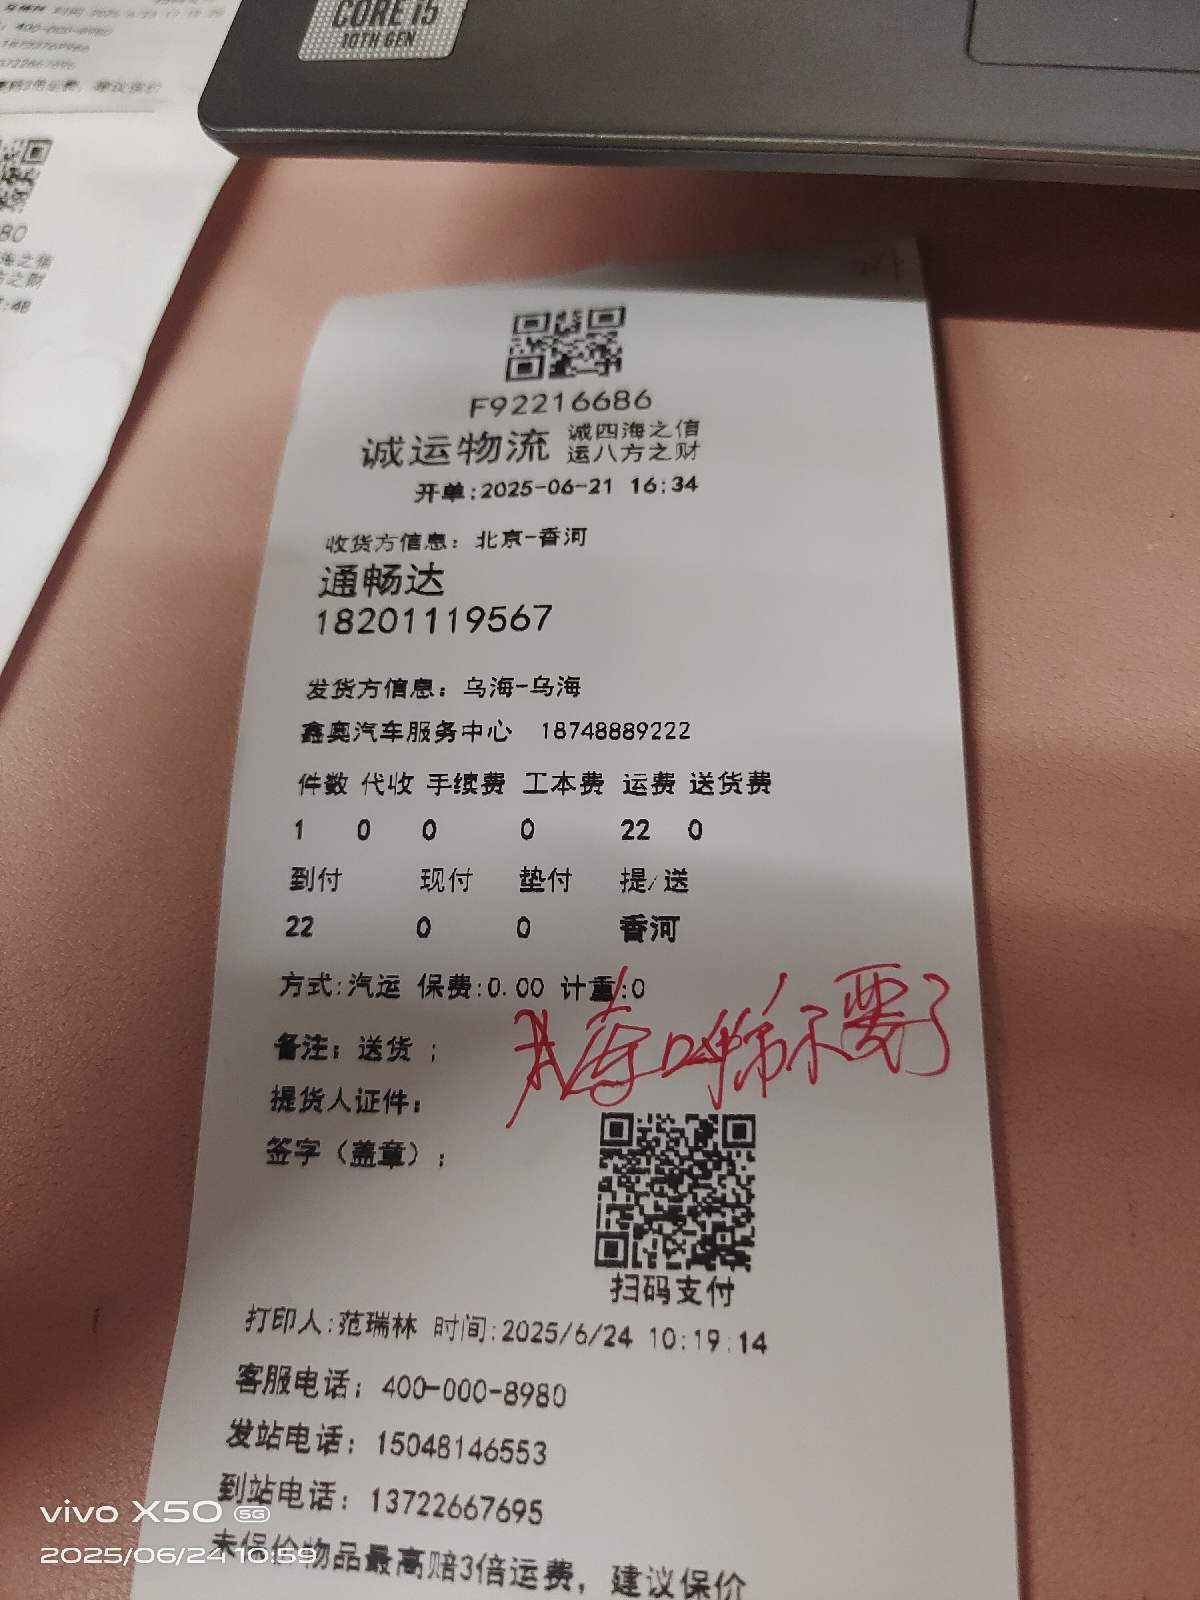 CORE i5
10TH GEN
400-000-8980
F92216686
诚运物流 诚四海之信
运八方之财
开单:2025-06-21 16:34
收货方信息: 北京-香河
通畅达
18201119567
发货方信息: 乌海-乌海
鑫奥汽车服务中心 18748889222
件数 代收 手续费 工本费 运费 送货费
1 0 0 0 22 0
到付 现付 垫付 提/送
22 0 0 香河
方式:汽运 保费:0.00 计重:0
备注: 送货 ;
不要了
提货人证件:
签字（盖章）:
扫码支付
打印人:范瑞林 时间:2025/6/24 10:19:14
客服电话: 400-000-8980
发站电话: 15048146553
到站电话: 13722667695
未保价物品最高赔3倍运费, 建议保价
vivo X50 5G
2025/06/24 10:59